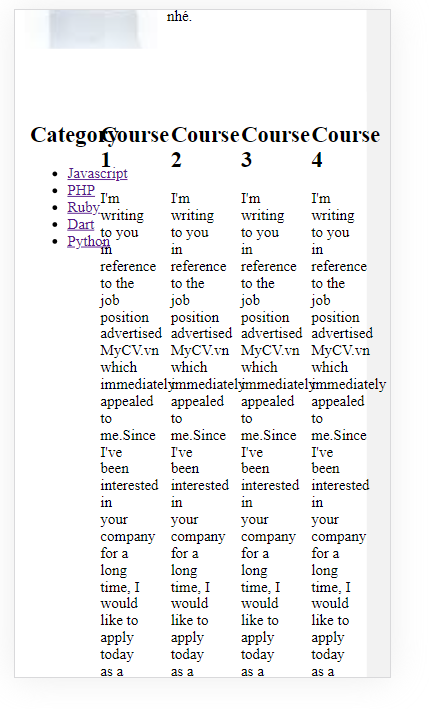 nhé.
Category
Javascript
PHP
Ruby
Dart
Python
Course
1
I'm
writing
to you
in
reference
to the
job
position
advertised
MyCV.vn
which
immediately
appealed
to
me.Since
I've
been
interested
in
your
company
for a
long
time, I
would
like to
apply
today
as a
Course
2
I'm
writing
to you
in
reference
to the
job
position
advertised
MyCV.vn
which
immediately
appealed
to
me.Since
I've
been
interested
in
your
company
for a
long
time, I
would
like to
apply
today
as a
Course
3
I'm
writing
to you
in
reference
to the
job
position
advertised
MyCV.vn
which
immediately
appealed
to
me.Since
I've
been
interested
in
your
company
for a
long
time, I
would
like to
apply
today
as a
Course
4
I'm
writing
to you
in
reference
to the
job
position
advertised
MyCV.vn
which
immediately
appealed
to
me.Since
I've
been
interested
in
your
company
for a
long
time, I
would
like to
apply
today
as a